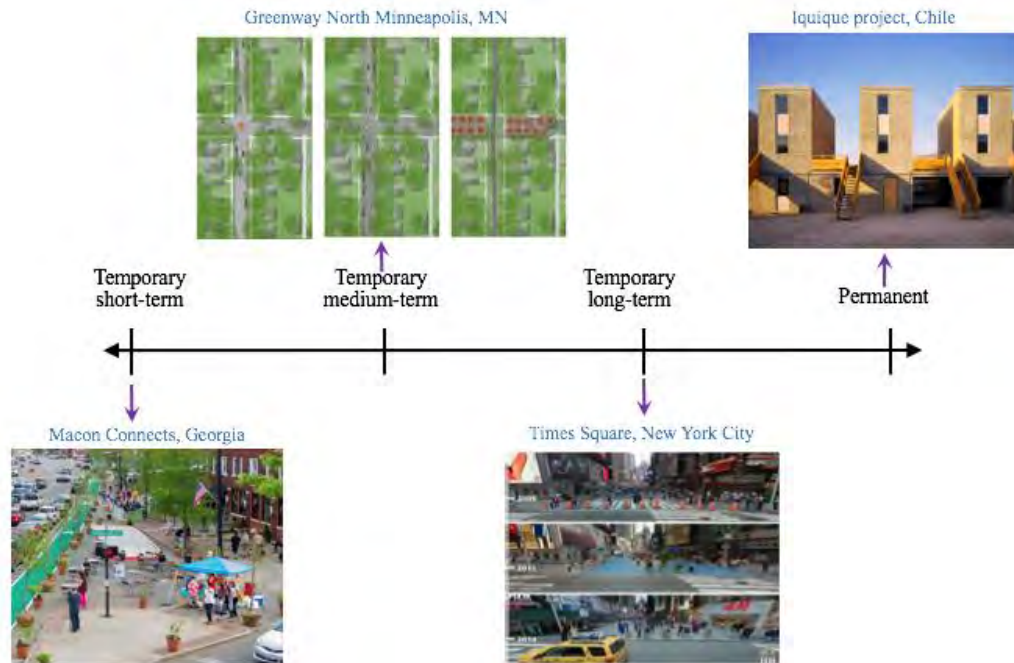 Greenway North Minneapolis, MN
Iquique project, Chile
Temporary
short-term
Temporary
medium-term
Temporary
long-term
Permanent
Macon Connects, Georgia
Times Square, New York City